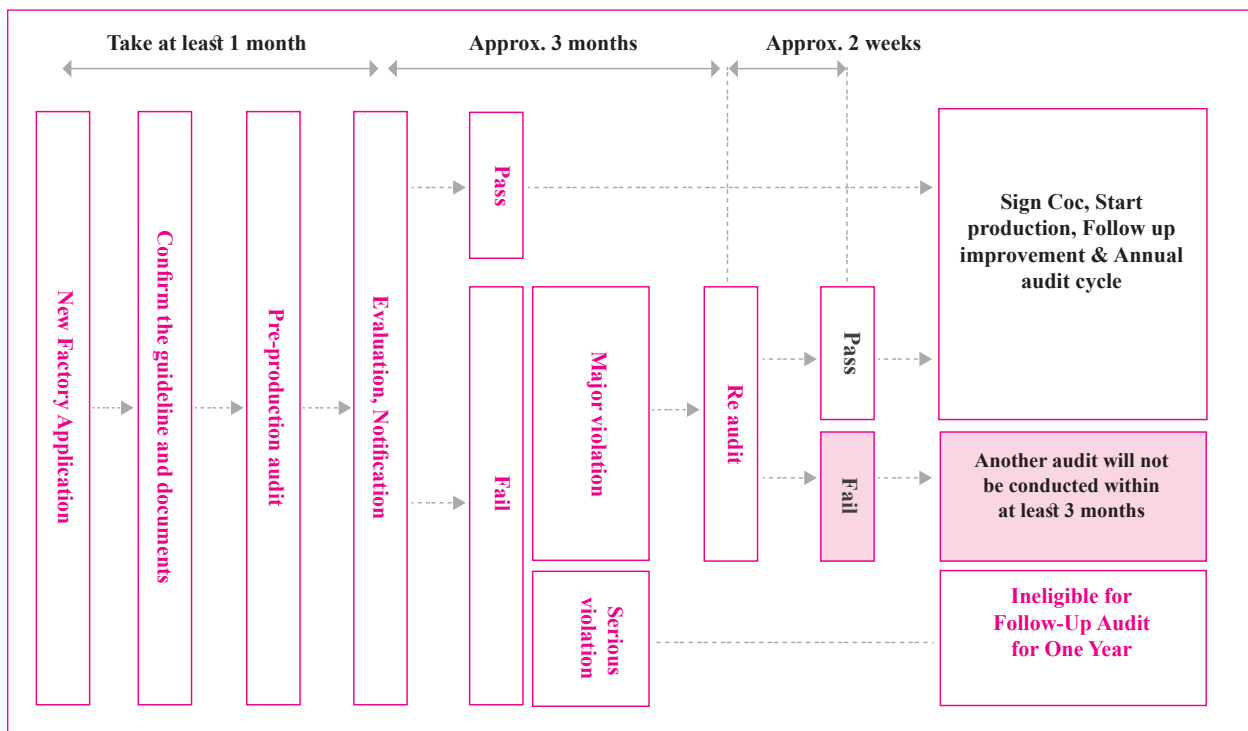 Take at least 1 month
Approx. 3 months
Approx. 2 weeks
New Factory Application
Confirm the guideline and documents
Pre-production audit
Evaluation, Notification
Pass
Fail
Major violation
Serious
violation
Re audit
Pass
Fail
Sign Coc, Start
production, Follow up
improvement & Annual
audit cycle
Another audit will not
be conducted within
at least 3 months
Ineligible for
Follow-Up Audit
for One Year